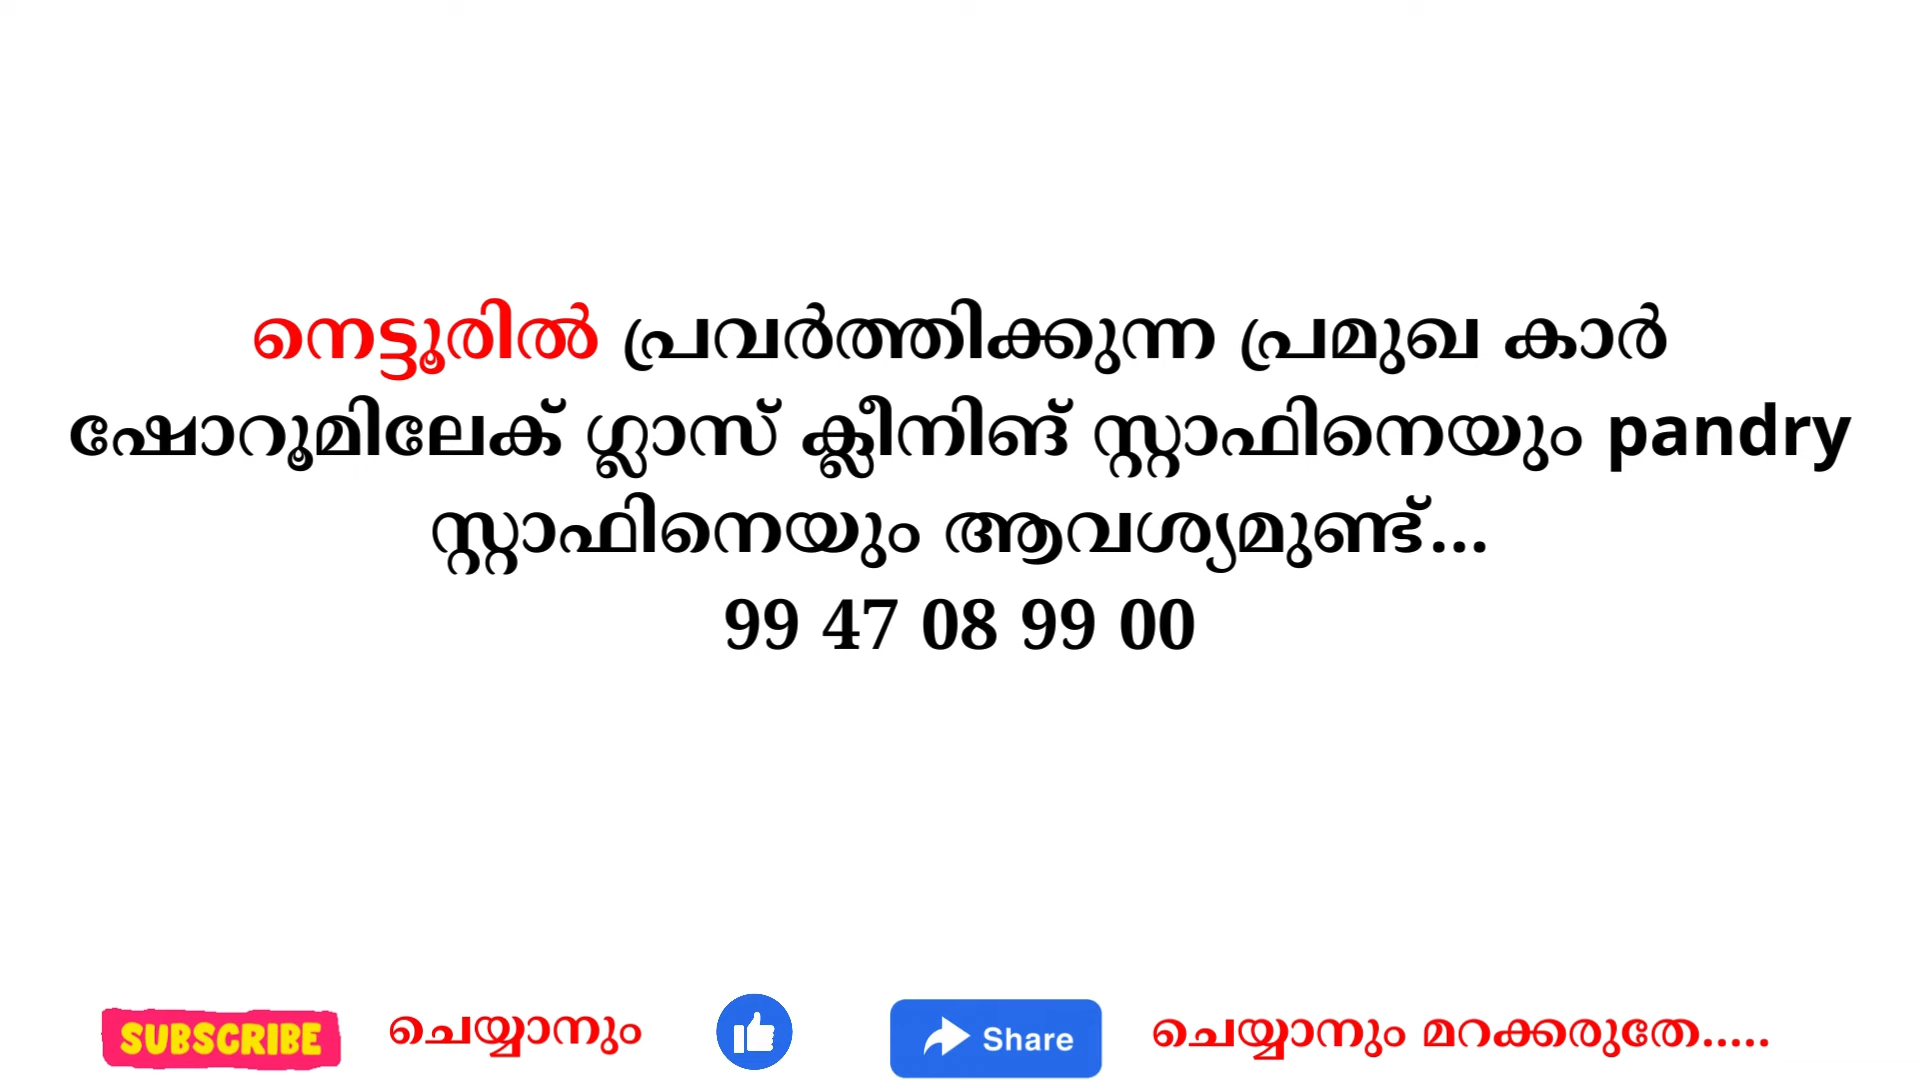 നെട്ടൂരിൽ പ്രവർത്തിക്കുന്ന പ്രമുഖ കാർ
ഷോറൂമിലേക് ഗ്ലാസ് ക്ലീനിങ് സ്റ്റാഫിനെയും pandry
സ്റ്റാഫിനെയും ആവശ്യമുണ്ട്...
99 47 08 99 00
SUBSCRIBE ചെയ്യാനും Share ചെയ്യാനും മറക്കരുതേ.....